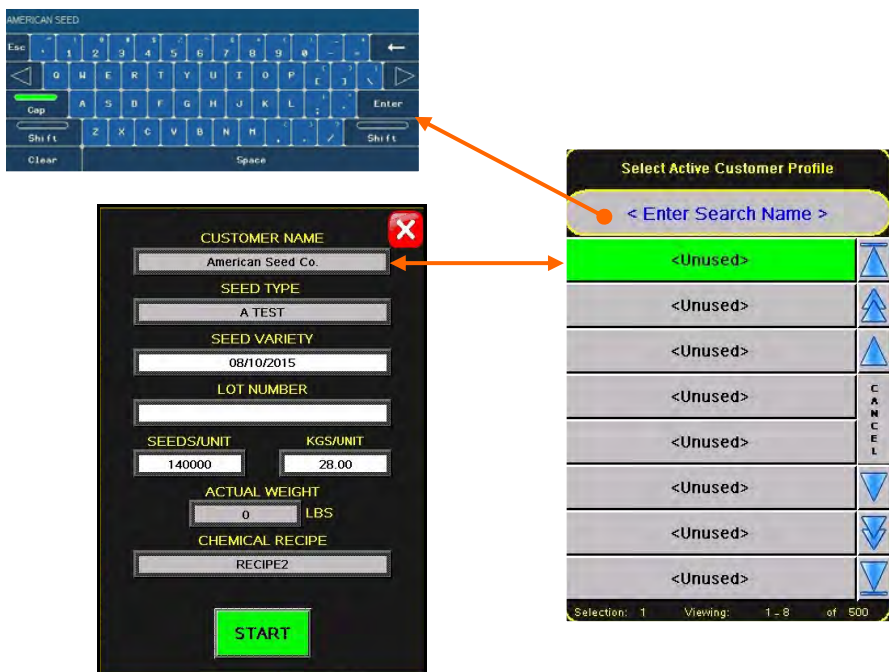 AMERICAN SEED
Esc 1 2 3 4 5 6 7 8 9 0 - =
Q W E R T Y U I O P [ ] \
Cap A S D F G H J K L ; ' Enter
Shift Z X C V B N M , . / Shift
Clear Space
CUSTOMER NAME
American Seed Co.
SEED TYPE
A TEST
SEED VARIETY
08/10/2015
LOT NUMBER
SEEDS/UNIT KGS/UNIT
140000 28.00
ACTUAL WEIGHT
0 LBS
CHEMICAL RECIPE
RECIPE2
START
Select Active Customer Profile
< Enter Search Name >
<Unused>
<Unused>
<Unused>
<Unused>
<Unused>
<Unused>
<Unused>
<Unused>
CANCEL
Selection: 1 Viewing: 1 - 8 of 500